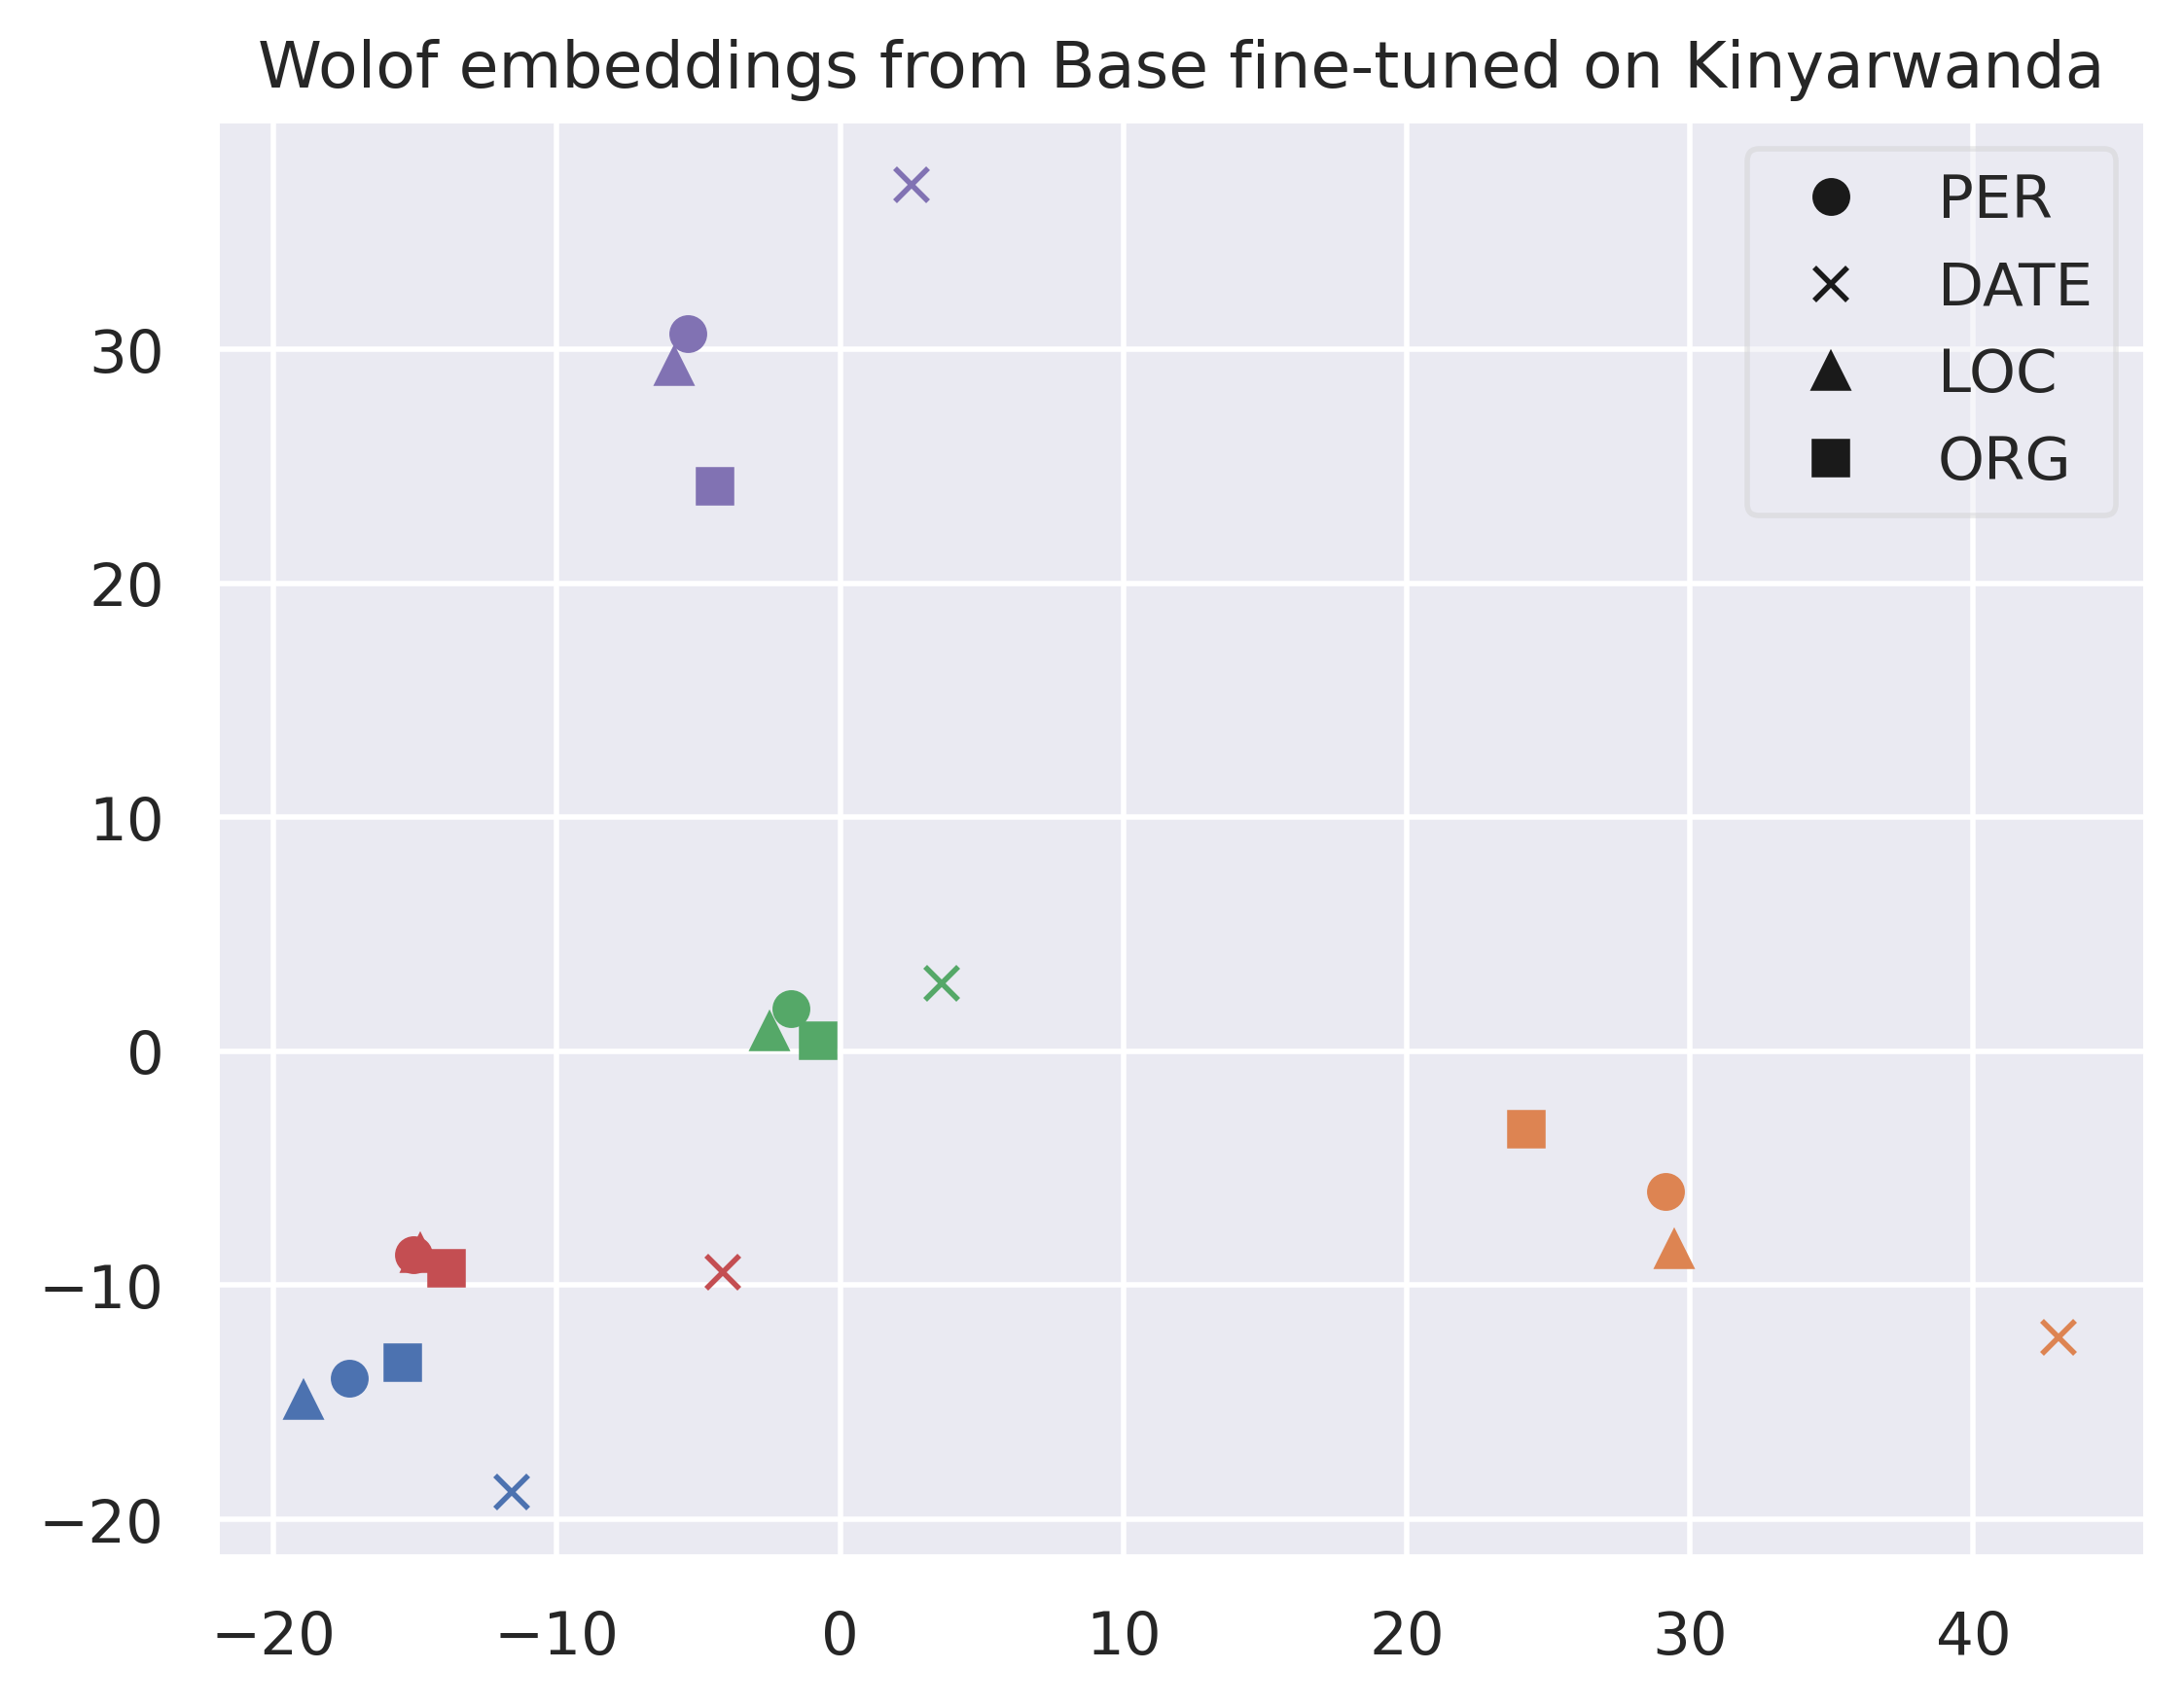 Wolof embeddings from Base fine-tuned on Kinyarwanda
PER
DATE
LOC
ORG
30
20
10
0
−10
−20
−20 −10 0 10 20 30 40